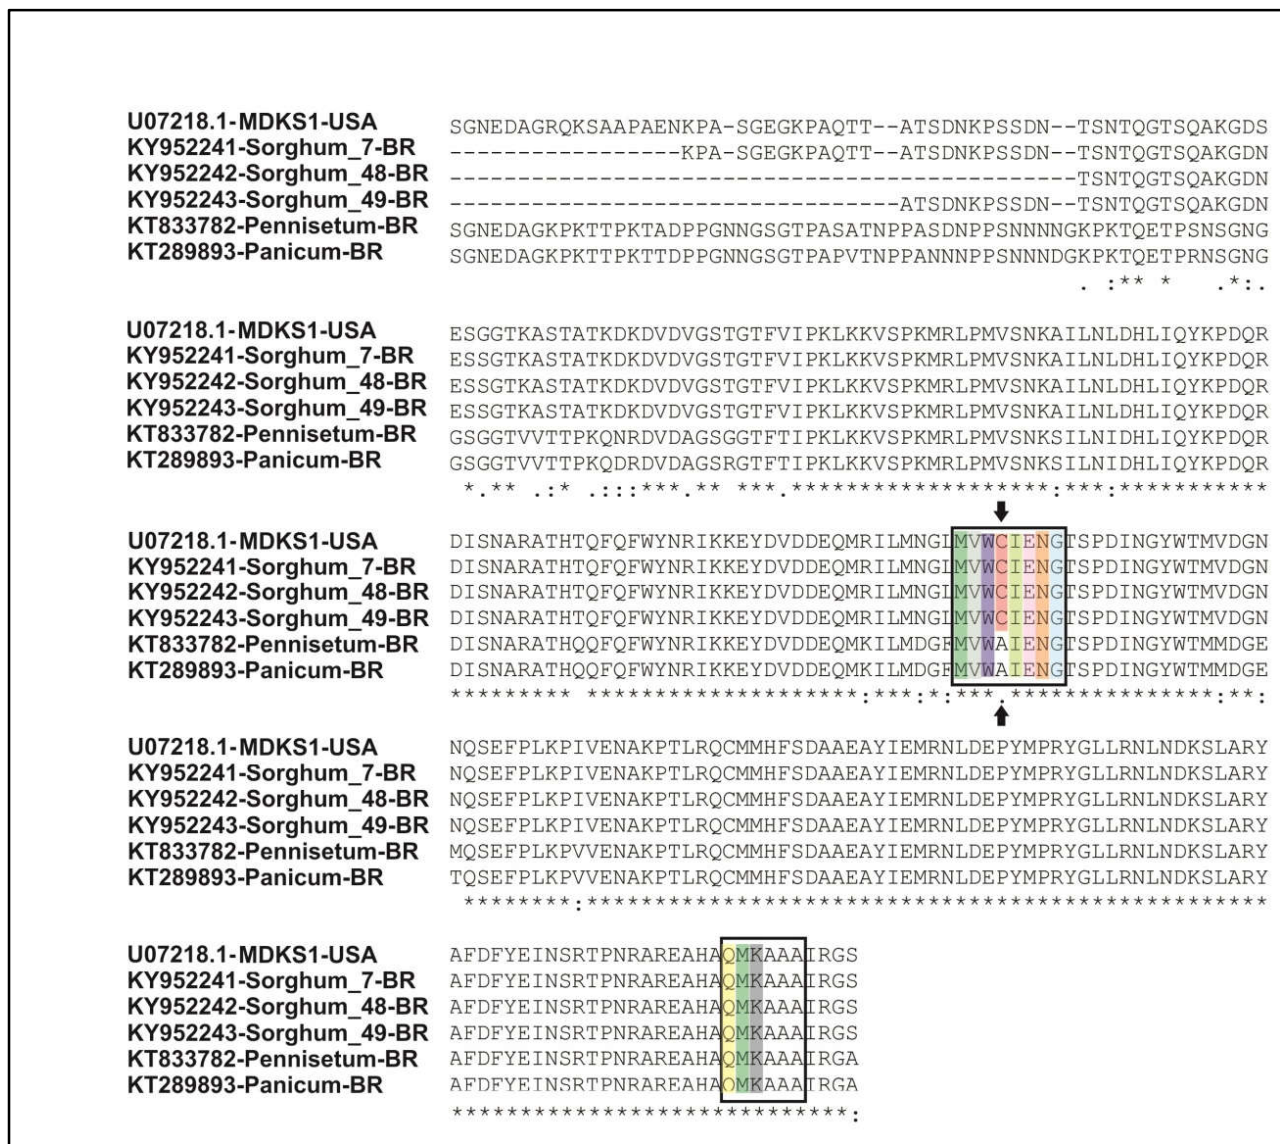 U07218.1-MDKS1-USA SGNEDAGRQKSAAPAENKPA-SGEGKPAQTT--ATSDNKPSSDN--TSNTQGTSQAKGDS
KY952241-Sorghum_7-BR -----------------KPA-SGEGKPAQTT--ATSDNKPSSDN--TSNTQGTSQAKGDN
KY952242-Sorghum_48-BR ----------------------------------------------TSNTQGTSQAKGDN
KY952243-Sorghum_49-BR ---------------------------------ATSDNKPSSDN--TSNTQGTSQAKGDN
KT833782-Pennisetum-BR SGNEDAGKPKTTPKTADPPGNNGSGTPASATNPPASDNPPSNNNNGKPKTQETPSNSGNG
KT289893-Panicum-BR SGNEDAGKPKTTPKTTDPPGNNGSGTPAPVTNPPANNNPPSNNNDGKPKTQETPRNSGNG
. :** * .*:.
U07218.1-MDKS1-USA ESGGTKASTATKDKDVDVGSTGTFVIPKLKKVSPKMRLPMVSNKAILNLDHLIQYKPDQR
KY952241-Sorghum_7-BR ESSGTKASTATKDKDVDVGSTGTFVIPKLKKVSPKMRLPMVSNKAILNLDHLIQYKPDQR
KY952242-Sorghum_48-BR ESSGTKASTATKDKDVDVGSTGTFVIPKLKKVSPKMRLPMVSNKAILNLDHLIQYKPDQR
KY952243-Sorghum_49-BR ESSGTKASTATKDKDVDVGSTGTFVIPKLKKVSPKMRLPMVSNKAILNLDHLIQYKPDQR
KT833782-Pennisetum-BR GSGGTVVTTPKQNRDVDAGSGGTFTIPKLKKVSPKMRLPMVSNKSILNIDHLIQYKPDQR
KT289893-Panicum-BR GSGGTVVTTPKQDRDVDAGSRGTFTIPKLKKVSPKMRLPMVSNKSILNIDHLIQYKPDQR
*.** .:* .:::***.** ***.*******************:***:***********
U07218.1-MDKS1-USA DISNARATHTQFQFWYNRIKKEYDVDDEQMRILMNGLMVWCIENGTSPDINGYWTMVDGN
KY952241-Sorghum_7-BR DISNARATHTQFQFWYNRIKKEYDVDDEQMRILMNGLMVWCIENGTSPDINGYWTMVDGN
KY952242-Sorghum_48-BR DISNARATHTQFQFWYNRIKKEYDVDDEQMRILMNGLMVWCIENGTSPDINGYWTMVDGN
KY952243-Sorghum_49-BR DISNARATHTQFQFWYNRIKKEYDVDDEQMRILMNGLMVWCIENGTSPDINGYWTMVDGN
KT833782-Pennisetum-BR DISNARATHQQFQFWYNRIKKEYDVDDEQMKILMDGFMVWAIENGTSPDINGYWTMMDGE
KT289893-Panicum-BR DISNARATHQQFQFWYNRIKKEYDVDDEQMKILMDGFMVWAIENGTSPDINGYWTMMDGE
********* ********************:***:*:***.***************:**:
U07218.1-MDKS1-USA NQSEFPLKPIVENAKPTLRQCMMHFSDAAEAYIEMRNLDEPYMPRYGLLRNLNDKSLARY
KY952241-Sorghum_7-BR NQSEFPLKPIVENAKPTLRQCMMHFSDAAEAYIEMRNLDEPYMPRYGLLRNLNDKSLARY
KY952242-Sorghum_48-BR NQSEFPLKPIVENAKPTLRQCMMHFSDAAEAYIEMRNLDEPYMPRYGLLRNLNDKSLARY
KY952243-Sorghum_49-BR NQSEFPLKPIVENAKPTLRQCMMHFSDAAEAYIEMRNLDEPYMPRYGLLRNLNDKSLARY
KT833782-Pennisetum-BR MQSEFPLKPVVENAKPTLRQCMMHFSDAAEAYIEMRNLDEPYMPRYGLLRNLNDKSLARY
KT289893-Panicum-BR TQSEFPLKPVVENAKPTLRQCMMHFSDAAEAYIEMRNLDEPYMPRYGLLRNLNDKSLARY
********:**************************************************
U07218.1-MDKS1-USA AFDFYEINSRTPNRAREAHAQMKAAAIRGS
KY952241-Sorghum_7-BR AFDFYEINSRTPNRAREAHAQMKAAAIRGS
KY952242-Sorghum_48-BR AFDFYEINSRTPNRAREAHAQMKAAAIRGS
KY952243-Sorghum_49-BR AFDFYEINSRTPNRAREAHAQMKAAAIRGS
KT833782-Pennisetum-BR AFDFYEINSRTPNRAREAHAQMKAAAIRGA
KT289893-Panicum-BR AFDFYEINSRTPNRAREAHAQMKAAAIRGA
*****************************: